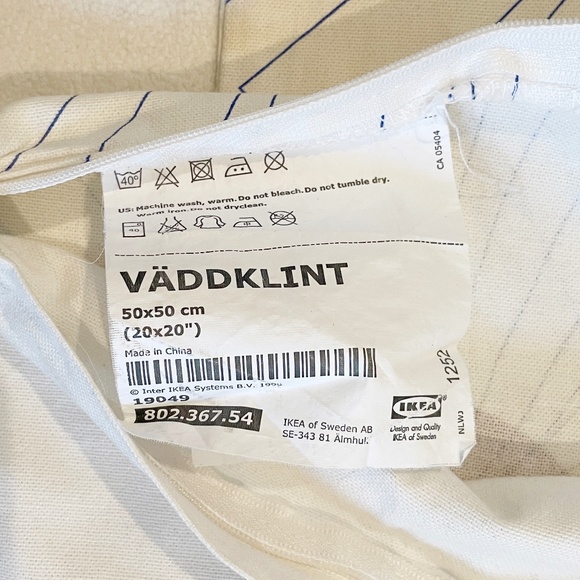 40°
US: Machine wash, warm. Do not bleach. Do not tumble dry.
Warm iron. Do not dryclean.
40
VÄDDKLINT
50x50 cm
(20x20")
Made in China
© Inter IKEA Systems B.V.
19049
802.367.54
IKEA of Sweden AB
SE-343 81 Älmhult
IKEA®
Design and Quality
IKEA of Sweden
CA 05404
1252